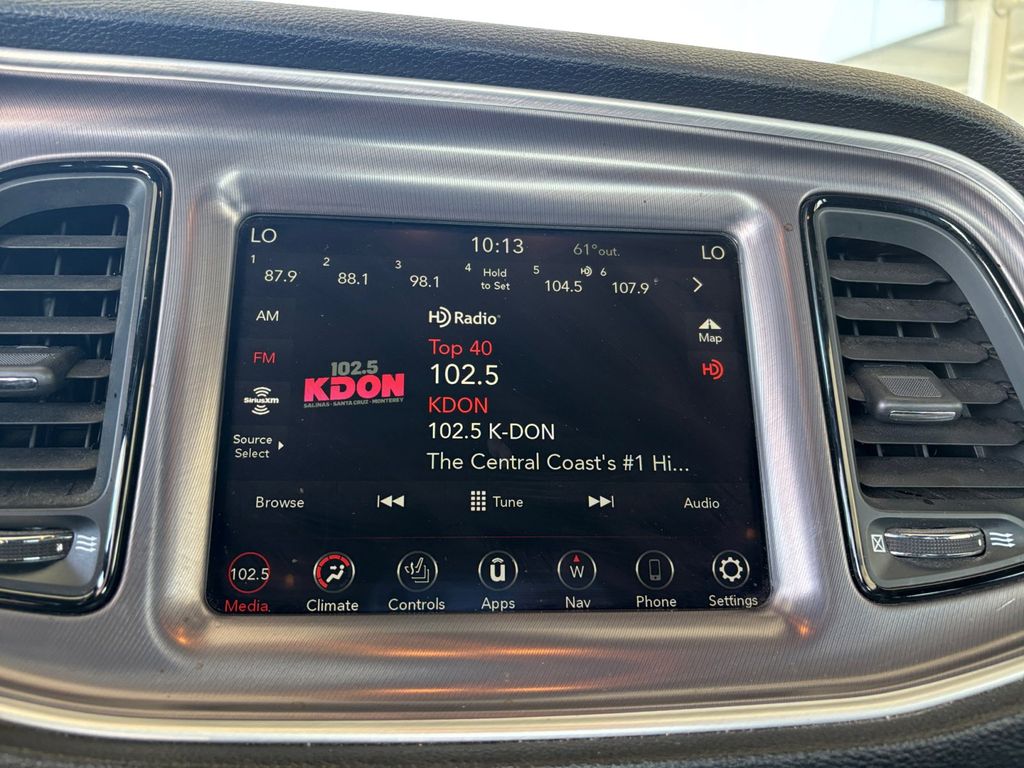 LO 10:13 61°out. LO
1 87.9 2 88.1 3 98.1 4 Hold to Set 5 104.5 HD 6 107.9
AM
HD Radio
Map
FM
Top 40
HD
102.5
KDON
SALINAS · SANTA CRUZ · MONTEREY
102.5
KDON
SiriusXM
102.5 K-DON
Source
Select
The Central Coast's #1 Hi...
Browse Tune Audio
102.5 W
Media Climate Controls Apps Nav Phone Settings